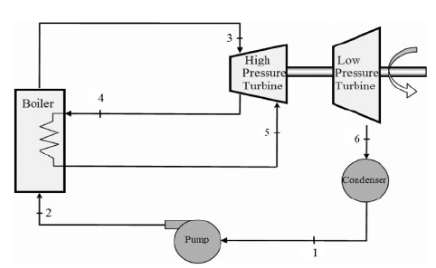 3
High
Pressure
Turbine
Low
Pressure
Turbine
Boiler
4
5
6
Condenser
2
Pump
1